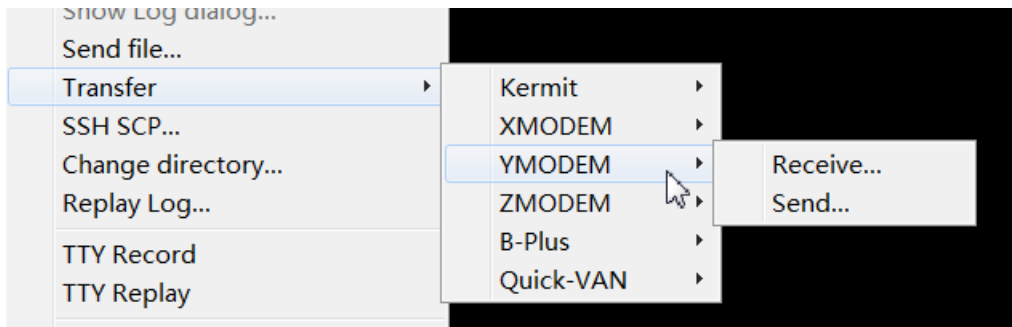 Show Log dialog...
Send file...
Transfer
SSH SCP...
Change directory...
Replay Log...
TTY Record
TTY Replay
Kermit
XMODEM
YMODEM
ZMODEM
B-Plus
Quick-VAN
Receive...
Send...